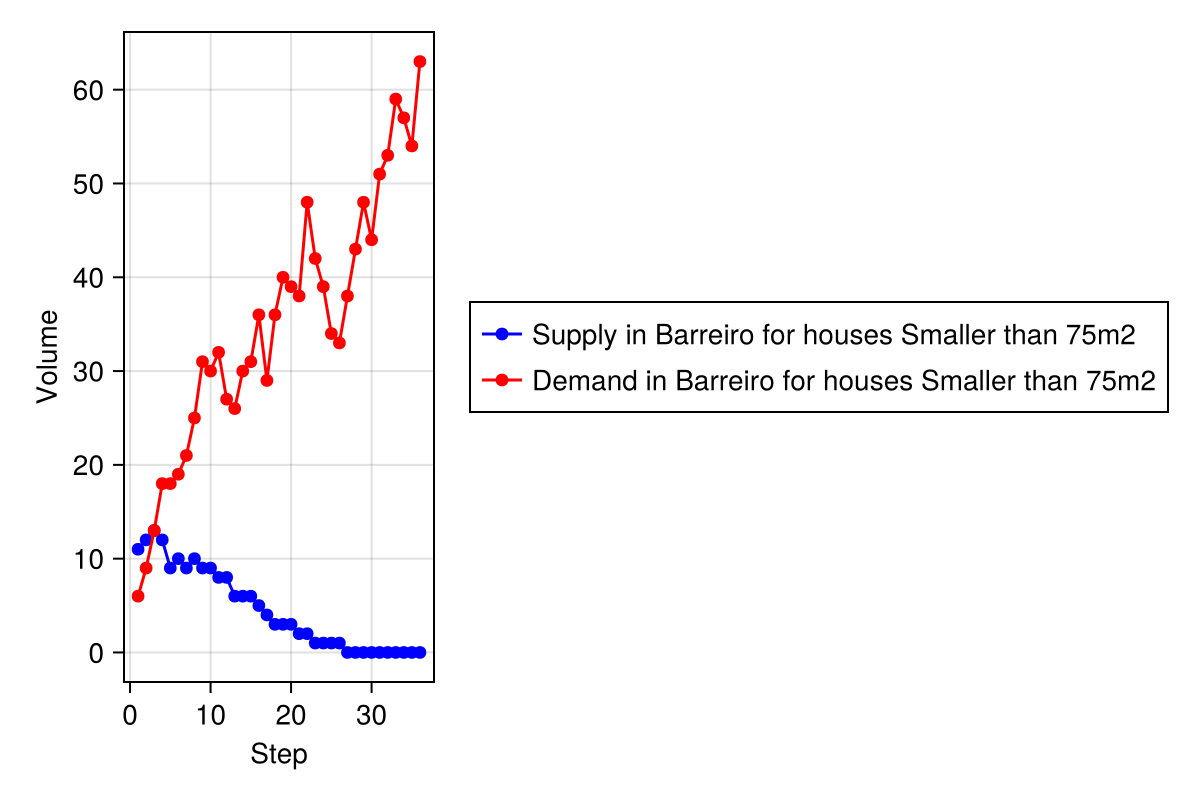 60
50
40
30
20
10
0
Volume
0 10 20 30
Step
Supply in Barreiro for houses Smaller than 75m2
Demand in Barreiro for houses Smaller than 75m2